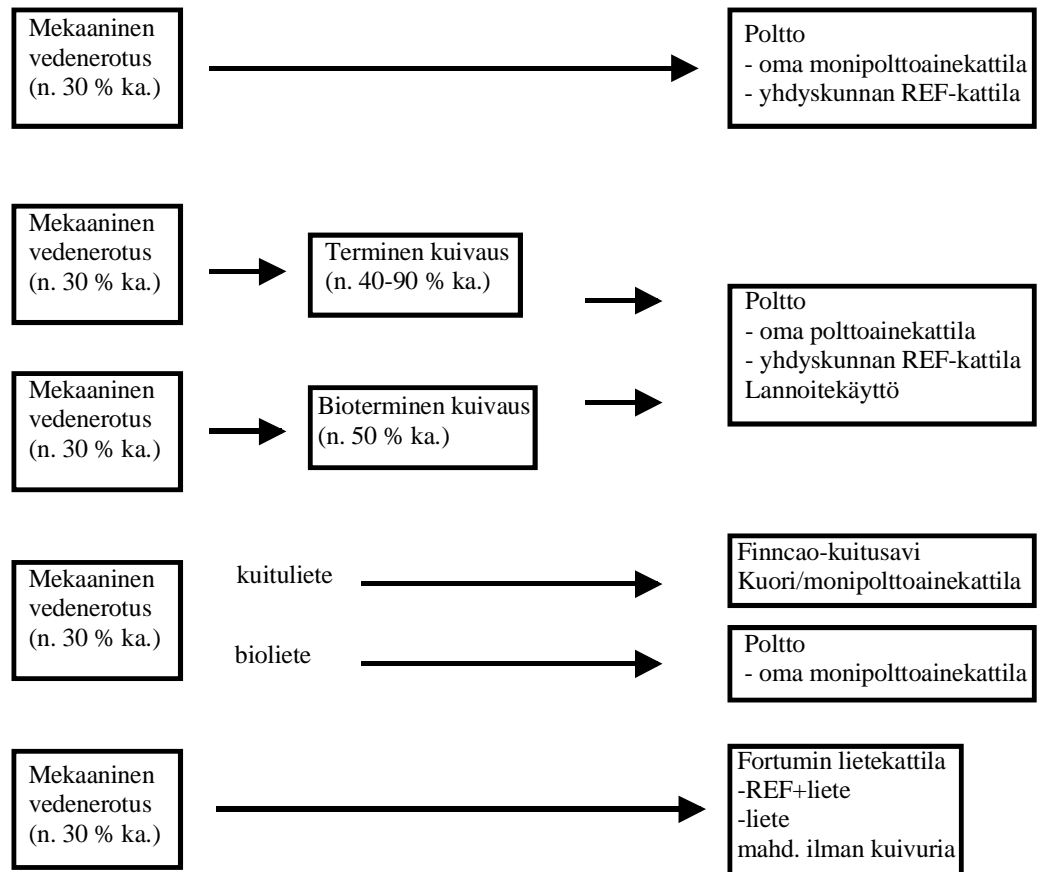 Mekaaninen
vedenerotus
(n. 30 % ka.)
Poltto
- oma monipolttoainekattila
- yhdyskunnan REF-kattila
Mekaaninen
vedenerotus
(n. 30 % ka.)
Terminen kuivaus
(n. 40-90 % ka.)
Mekaaninen
vedenerotus
(n. 30 % ka.)
Bioterminen kuivaus
(n. 50 % ka.)
Poltto
- oma polttoainekattila
- yhdyskunnan REF-kattila
Lannoitekäyttö
Mekaaninen
vedenerotus
(n. 30 % ka.)
kuituliete
Finncao-kuitusavi
Kuori/monipolttoainekattila
bioliete
Poltto
- oma monipolttoainekattila
Mekaaninen
vedenerotus
(n. 30 % ka.)
Fortumin lietekattila
-REF+liete
-liete
mahd. ilman kuivuria